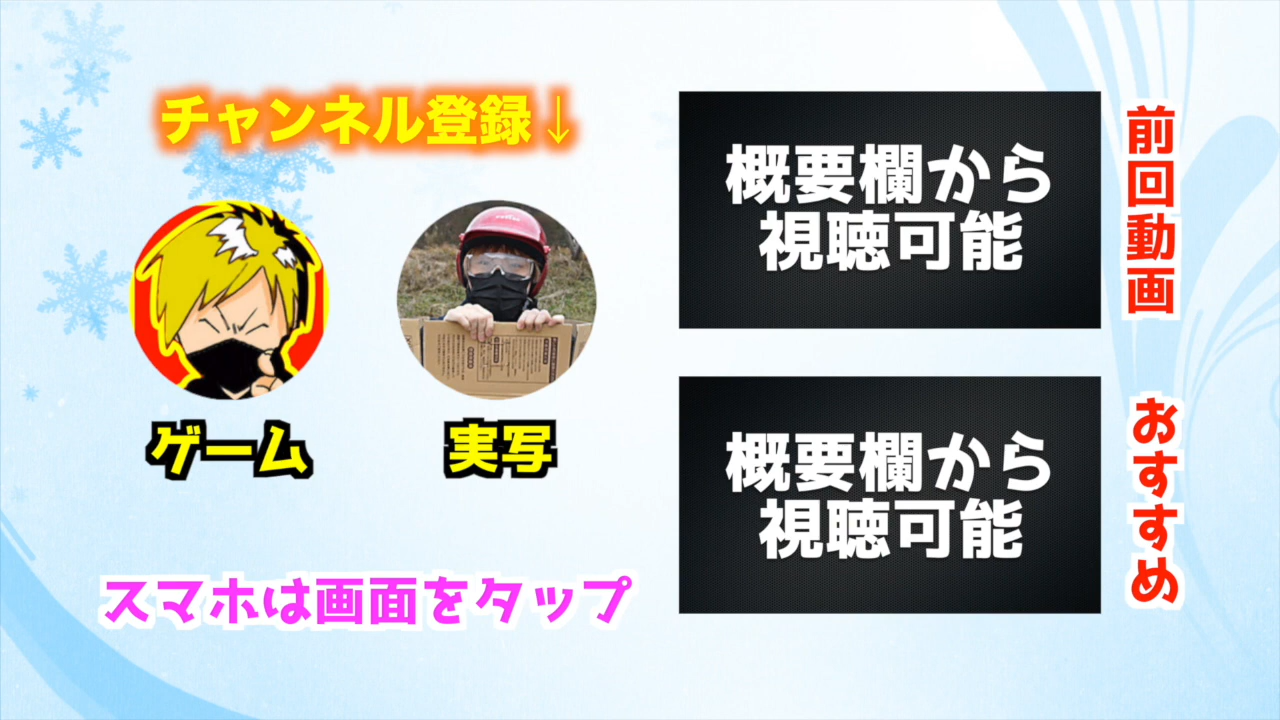 チャンネル登録↓
ゲーム
実写
スマホは画面をタップ
概要欄から
視聴可能
前回動画
概要欄から
視聴可能
おすすめ